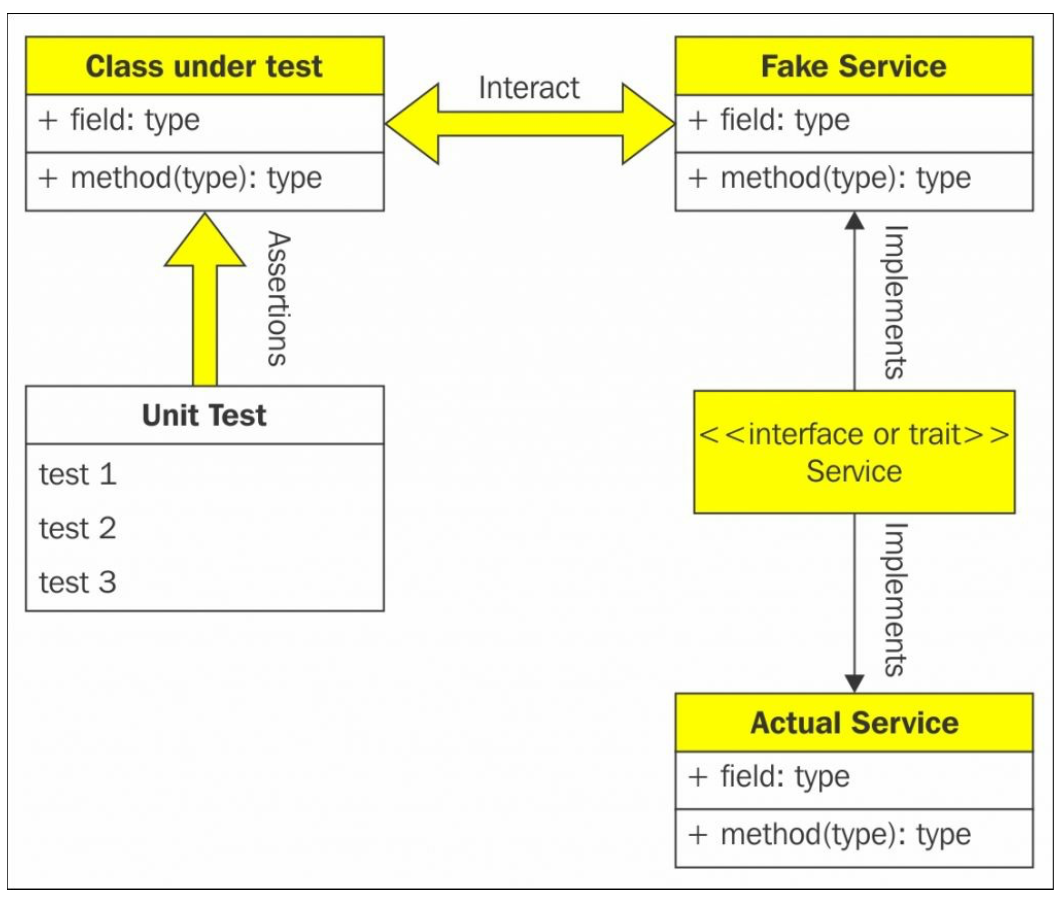 Class under test
+ field: type
+ method(type): type
Interact
Fake Service
+ field: type
+ method(type): type
Assertions
Implements
Unit Test
test 1
test 2
test 3
<<interface or trait>>
Service
Implements
Actual Service
+ field: type
+ method(type): type